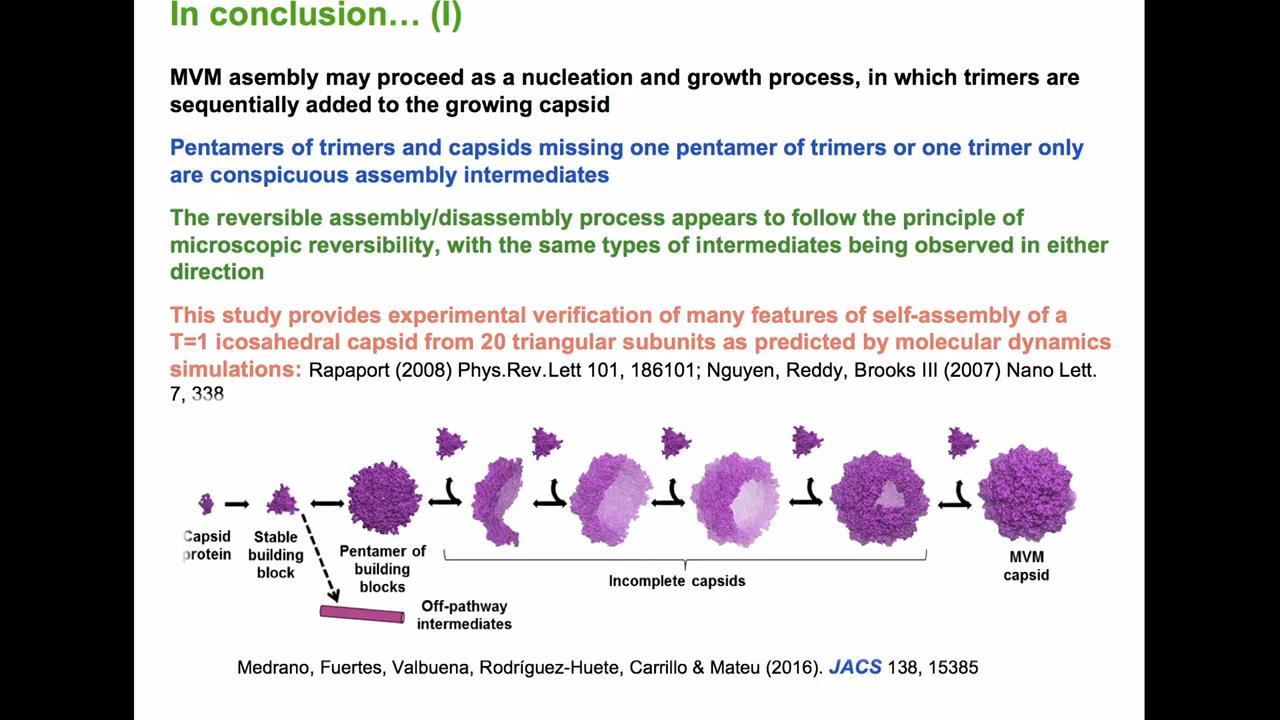 In conclusion… (I)
MVM asembly may proceed as a nucleation and growth process, in which trimers are
sequentially added to the growing capsid
Pentamers of trimers and capsids missing one pentamer of trimers or one trimer only
are conspicuous assembly intermediates
The reversible assembly/disassembly process appears to follow the principle of
microscopic reversibility, with the same types of intermediates being observed in either
direction
This study provides experimental verification of many features of self-assembly of a
T=1 icosahedral capsid from 20 triangular subunits as predicted by molecular dynamics
simulations: Rapaport (2008) Phys.Rev.Lett 101, 186101; Nguyen, Reddy, Brooks III (2007) Nano Lett.
7, 338
Capsid
protein
Stable
building
block
Pentamer of
building
blocks
Incomplete capsids
MVM
capsid
Off-pathway
intermediates
Medrano, Fuertes, Valbuena, Rodríguez-Huete, Carrillo & Mateu (2016). JACS 138, 15385